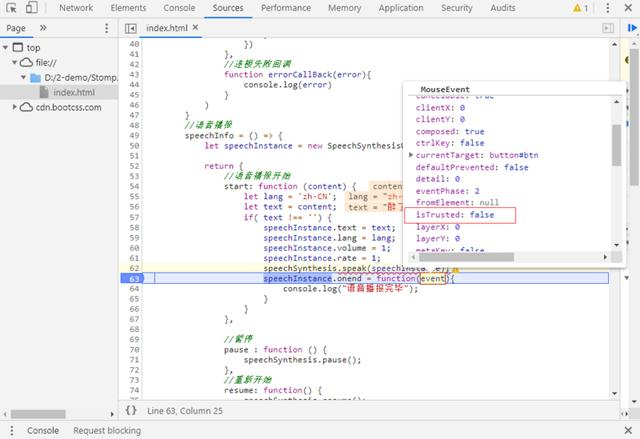 Network Elements Console Sources Performance Memory Security Audits 1
Page
index.html
top
file://
D:/2-demo/Stomp.
index.html
cdn.bootcss.com
40 })
41 },
42 //连接失败回调
43 function errorCallBack(error){
44 console.log(error)
45 }
46 )
47 }
48 //语音播报
49 speechInfo = () => {
50 let speechInstance = new SpeechSynthesisU
51
52 return {
53 //语音播报开始
54 start: function (content) { content
55 let lang = 'zh-CN'; lang = "zh-
56 let text = content; text = "醉了
57 if( text !== '') {
58 speechInstance.text = text;
59 speechInstance.lang = lang;
60 speechInstance.volume = 1;
61 speechInstance.rate = 1;
62 speechSynthesis.speak(speechInstance);
63 speechInstance.onend = function(event){
64 console.log("语音播报完毕");
65 }
66 }
67 },
68
69 //暂停
70 pause : function () {
71 speechSynthesis.pause();
72 },
73 //重新开始
74 resume: function() {
75 speechSynthesis.resume();
MouseEvent
cancelable: true
clientX: 0
clientY: 0
composed: true
ctrlKey: false
currentTarget: button#btn
defaultPrevented: false
detail: 0
eventPhase: 2
fromElement: null
isTrusted: false
layerX: 0
layerY: 0
metaKey: false
{} Line 63, Column 25
Console Request blocking